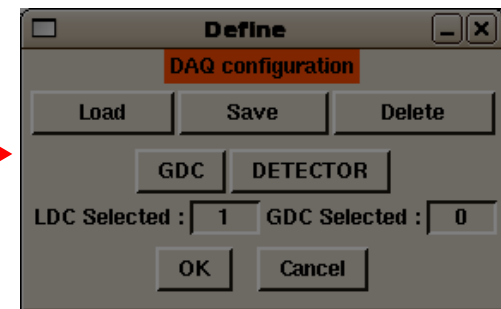 Define
DAQ configuration
Load Save Delete
GDC DETECTOR
LDC Selected : 1 GDC Selected : 0
OK Cancel